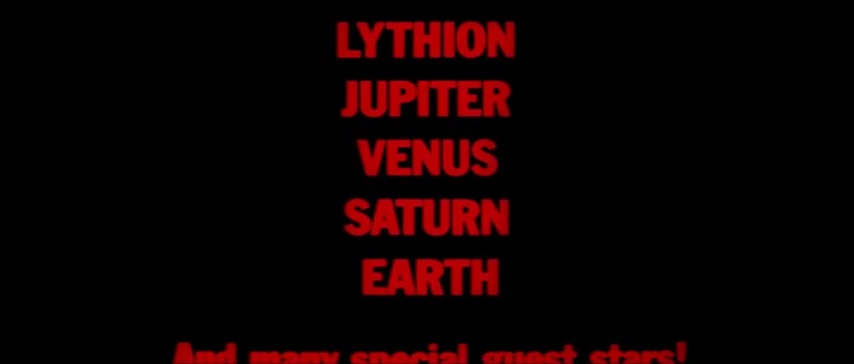 LYTHION
JUPITER
VENUS
SATURN
EARTH
And many special guest stars!